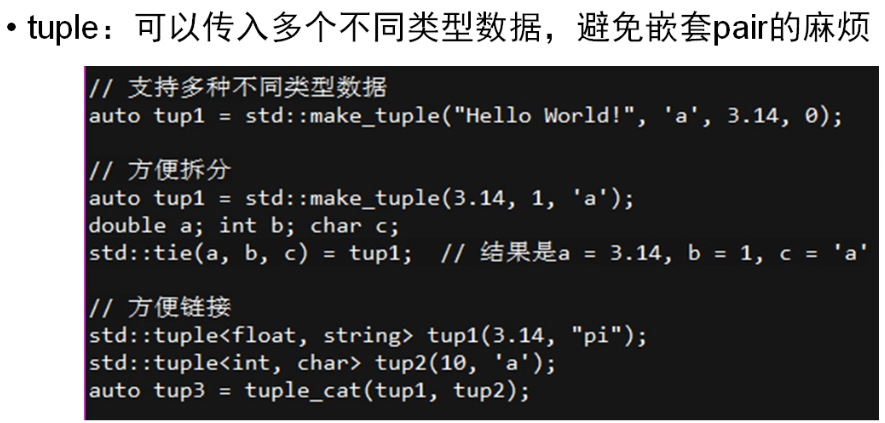 • tuple：可以传入多个不同类型数据，避免嵌套pair的麻烦
// 支持多种不同类型数据
auto tup1 = std::make_tuple("Hello World!", 'a', 3.14, 0);
// 方便拆分
auto tup1 = std::make_tuple(3.14, 1, 'a');
double a; int b; char c;
std::tie(a, b, c) = tup1;  // 结果是a = 3.14, b = 1, c = 'a'
// 方便链接
std::tuple<float, string> tup1(3.14, "pi");
std::tuple<int, char> tup2(10, 'a');
auto tup3 = tuple_cat(tup1, tup2);